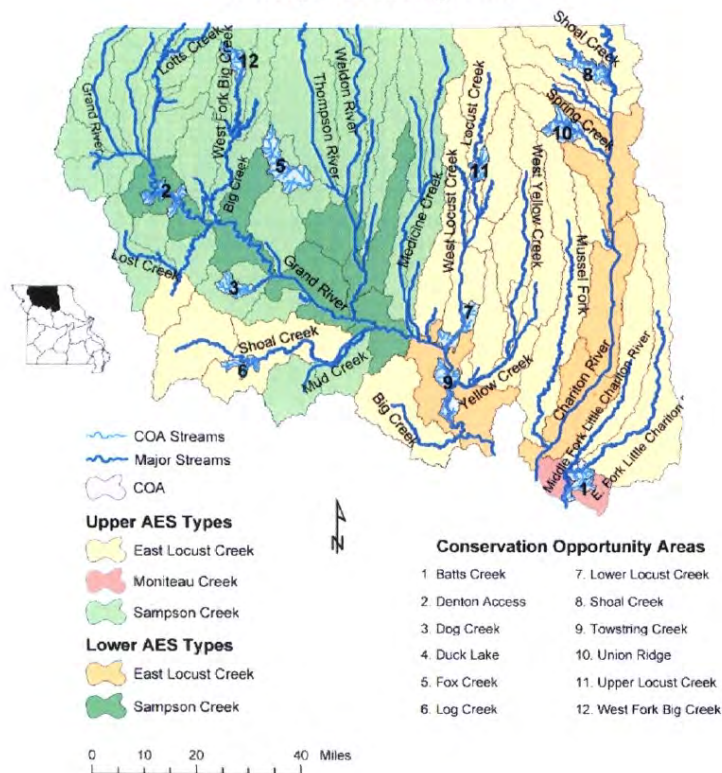 Lotts Creek
West Fork Big Creek
12
Weldon River
Thompson River
Shoal Creek
8
Grand River
Locust Creek
Spring Creek
10
5
2
Big Creek
West Locust Creek
11
West Yellow Creek
Medicine Creek
Mussel Fork
Lost Creek
3
Grand River
7
Shoal Creek
6
Mud Creek
9
Yellow Creek
Chariton River
Big Creek
Middle Fork Little Chariton River
E. Fork Little Chariton
1
COA Streams
Major Streams
COA
N
Upper AES Types
East Locust Creek
Moniteau Creek
Sampson Creek
Lower AES Types
East Locust Creek
Sampson Creek
0 10 20 40 Miles
Conservation Opportunity Areas
1 Batts Creek
2. Denton Access
3. Dog Creek
4. Duck Lake
5. Fox Creek
6. Log Creek
7. Lower Locust Creek
8. Shoal Creek
9. Towstring Creek
10. Union Ridge
11. Upper Locust Creek
12. West Fork Big Creek